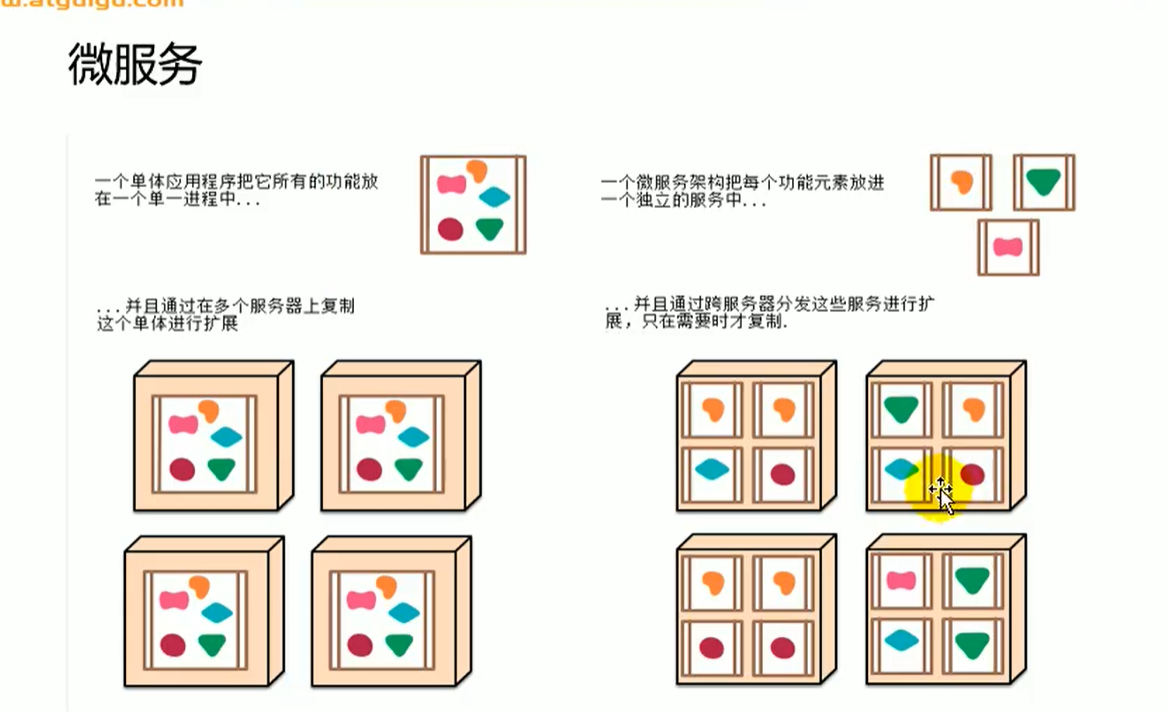 w.atguigu.com
微服务
一个单体应用程序把它所有的功能放
在一个单一进程中...
一个微服务架构把每个功能元素放进
一个独立的服务中...
...并且通过在多个服务器上复制
这个单体进行扩展
...并且通过跨服务器分发这些服务进行扩
展，只在需要时才复制.